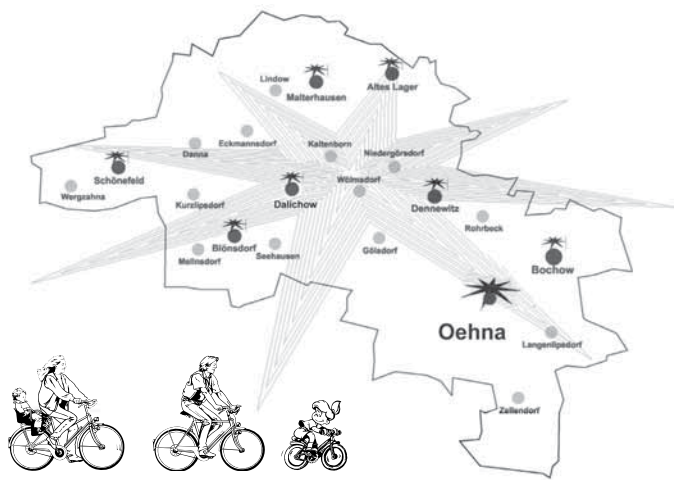 Lindow
Malterhausen
Altes Lager
Eckmannsdorf
Danna
Kaltenborn
Niedergörsdorf
Schönefeld
Wergzahna
Kurzlipsdorf
Dalichow
Wölmsdorf
Dennewitz
Rohrbeck
Blönsdorf
Mellnsdorf
Seehausen
Gölsdorf
Bochow
Oehna
Langenlipsdorf
Zellendorf